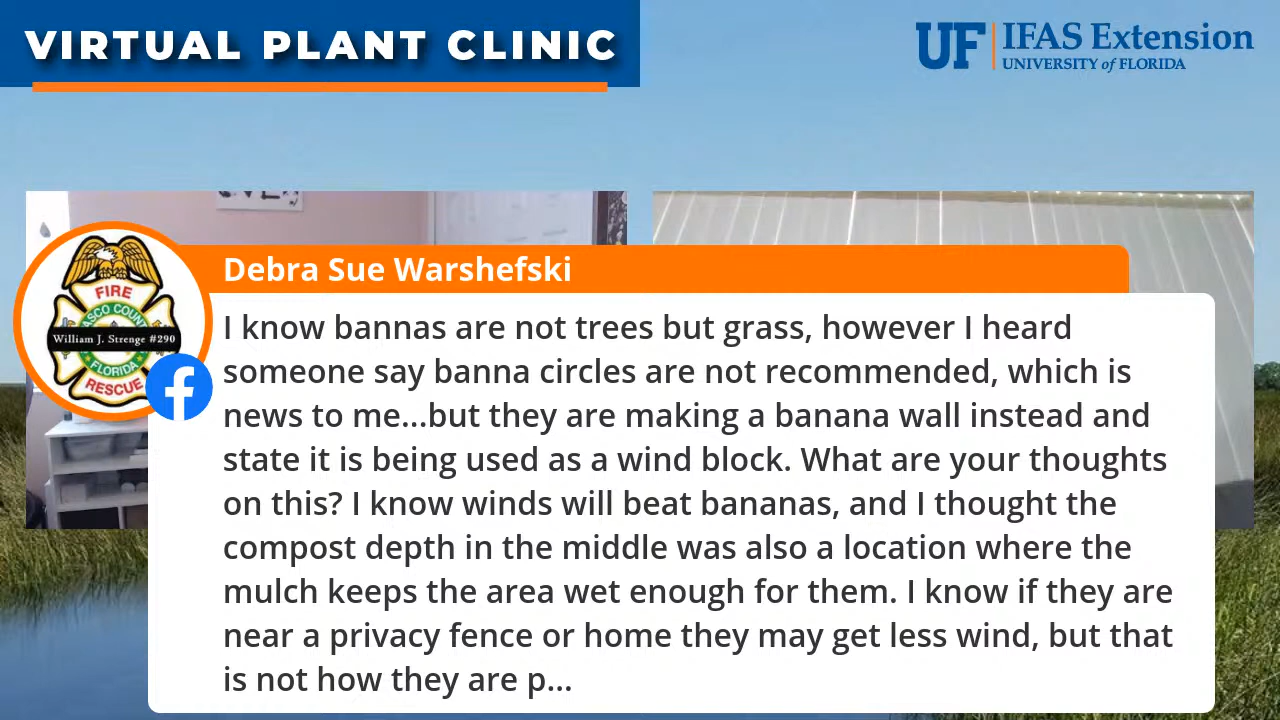 VIRTUAL PLANT CLINIC
UF IFAS Extension
UNIVERSITY of FLORIDA
FIRE
PASCO COUNTY
William J. Strenge #290
FLORIDA
RESCUE
Debra Sue Warshefski
I know bannas are not trees but grass, however I heard
someone say banna circles are not recommended, which is
news to me...but they are making a banana wall instead and
state it is being used as a wind block. What are your thoughts
on this? I know winds will beat bananas, and I thought the
compost depth in the middle was also a location where the
mulch keeps the area wet enough for them. I know if they are
near a privacy fence or home they may get less wind, but that
is not how they are p...